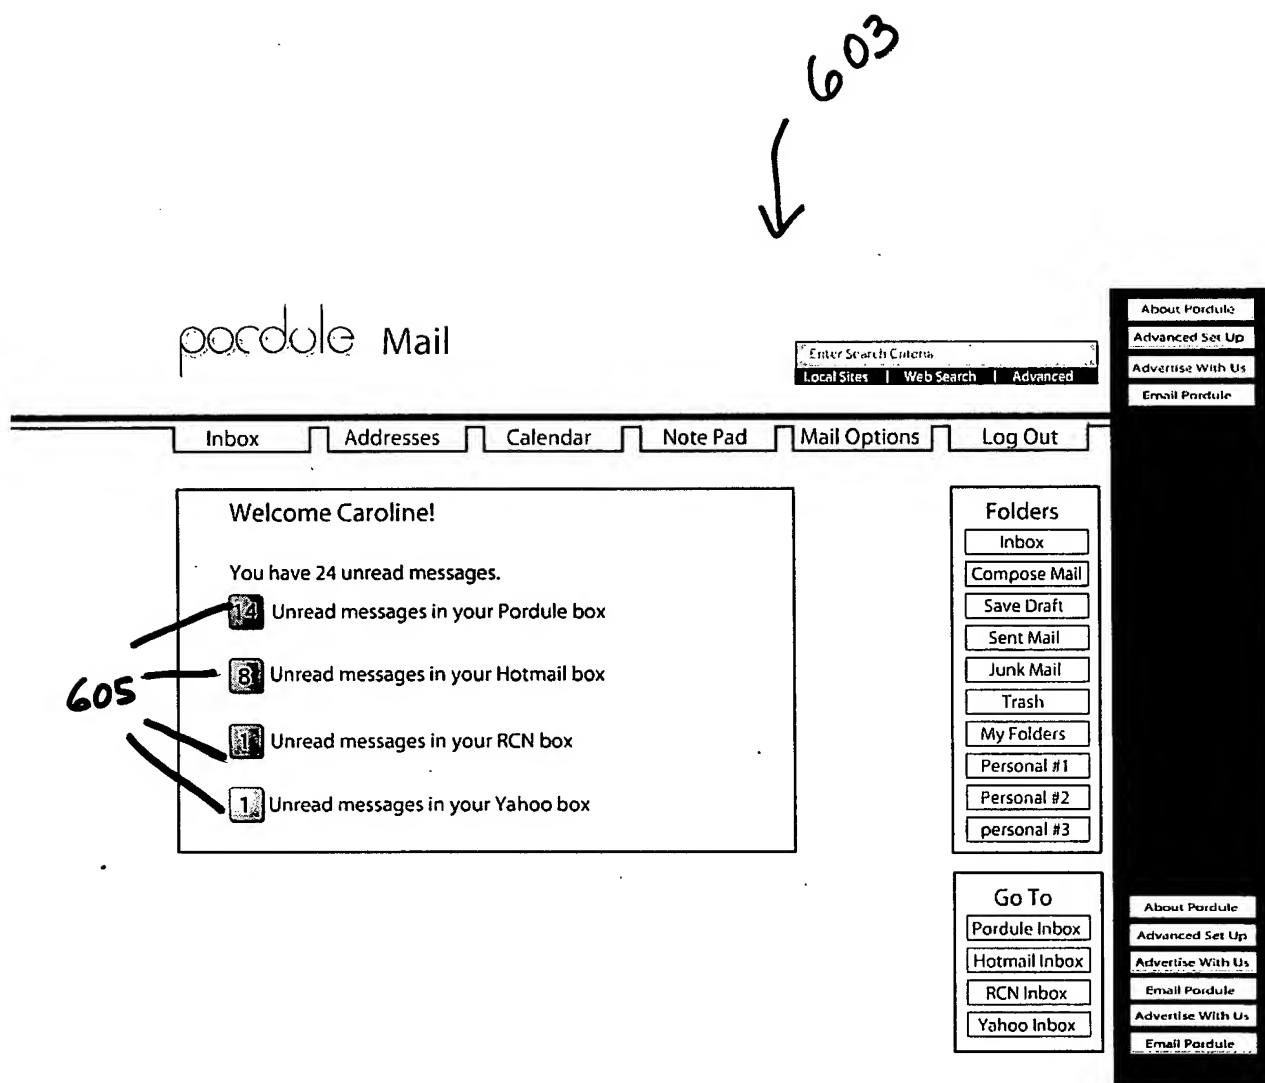 603
pordule Mail
Enter Search Criteria
Local Sites | Web Search | Advanced
About Pordule
Advanced Set Up
Advertise With Us
Email Pordule
Inbox Addresses Calendar Note Pad Mail Options Log Out
Welcome Caroline!
You have 24 unread messages.
14 Unread messages in your Pordule box
8 Unread messages in your Hotmail box
605
1 Unread messages in your RCN box
1 Unread messages in your Yahoo box
Folders
Inbox
Compose Mail
Save Draft
Sent Mail
Junk Mail
Trash
My Folders
Personal #1
Personal #2
personal #3
Go To
Pordule Inbox
Hotmail Inbox
RCN Inbox
Yahoo Inbox
About Pordule
Advanced Set Up
Advertise With Us
Email Pordule
Advertise With Us
Email Pordule